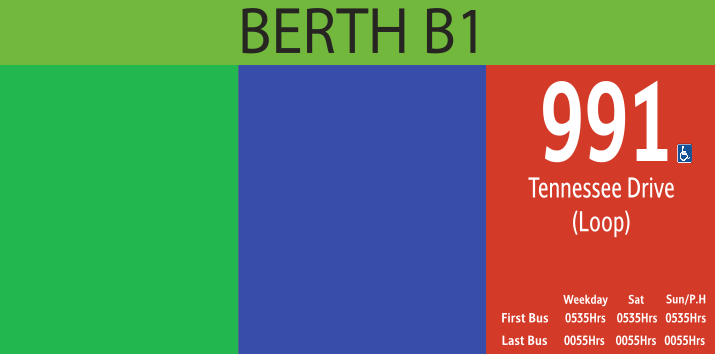 BERTH B1
991
Tennessee Drive
(Loop)
Weekday Sat Sun/P.H
First Bus 0535Hrs 0535Hrs 0535Hrs
Last Bus 0055Hrs 0055Hrs 0055Hrs